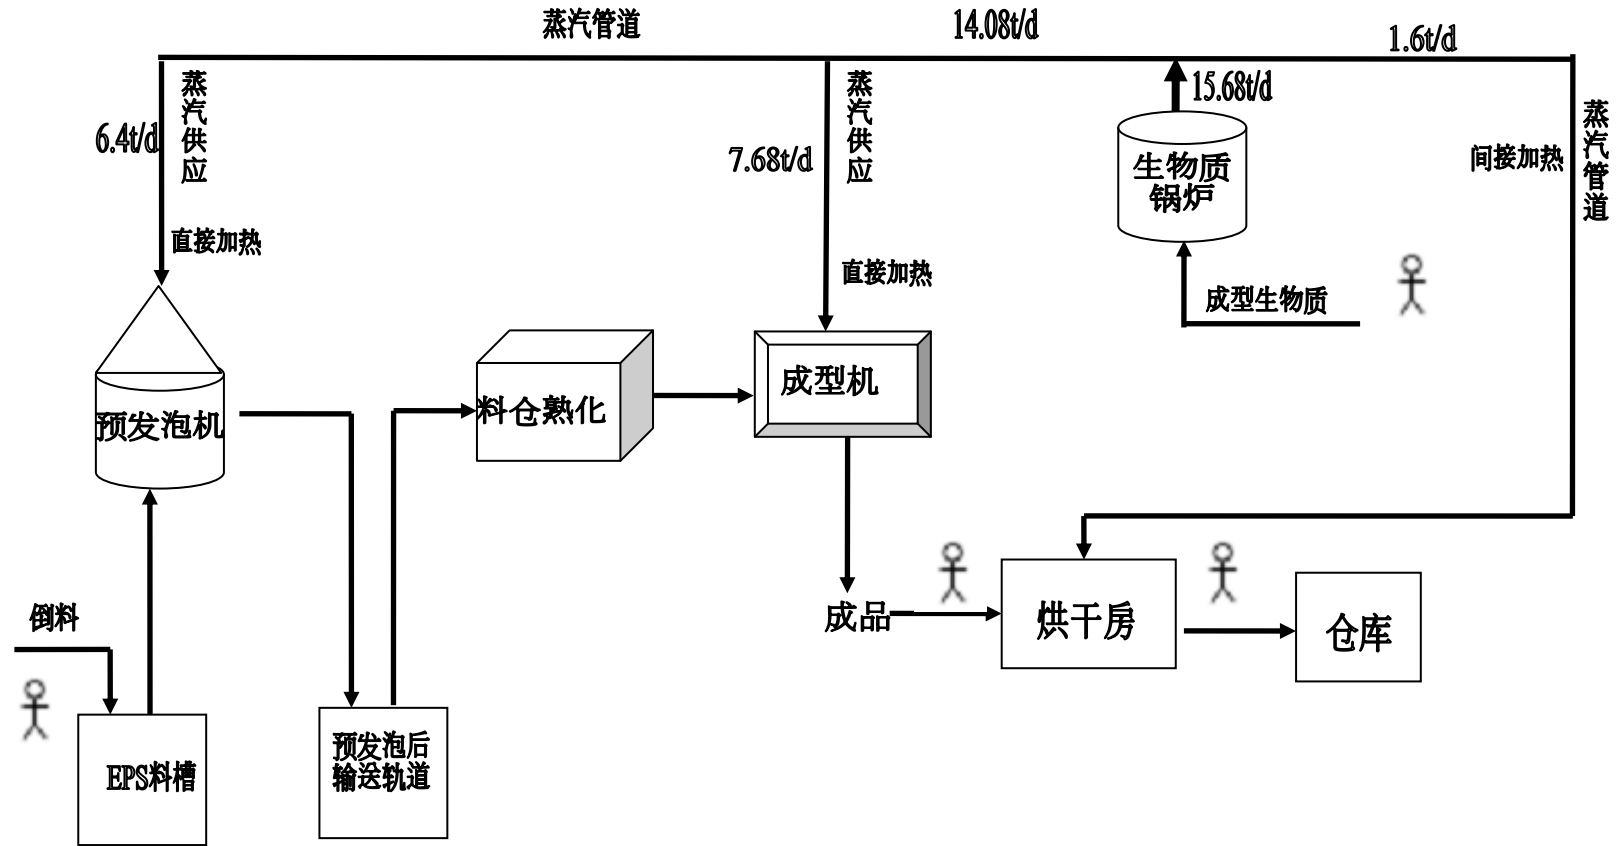 蒸汽管道
14.08t/d
1.6t/d
蒸汽供应
6.4t/d
直接加热
蒸汽供应
7.68t/d
直接加热
15.68t/d
生物质
锅炉
成型生物质
间接加热
蒸汽管道
预发泡机
料仓熟化
成型机
倒料
EPS料槽
预发泡后
输送轨道
成品
烘干房
仓库